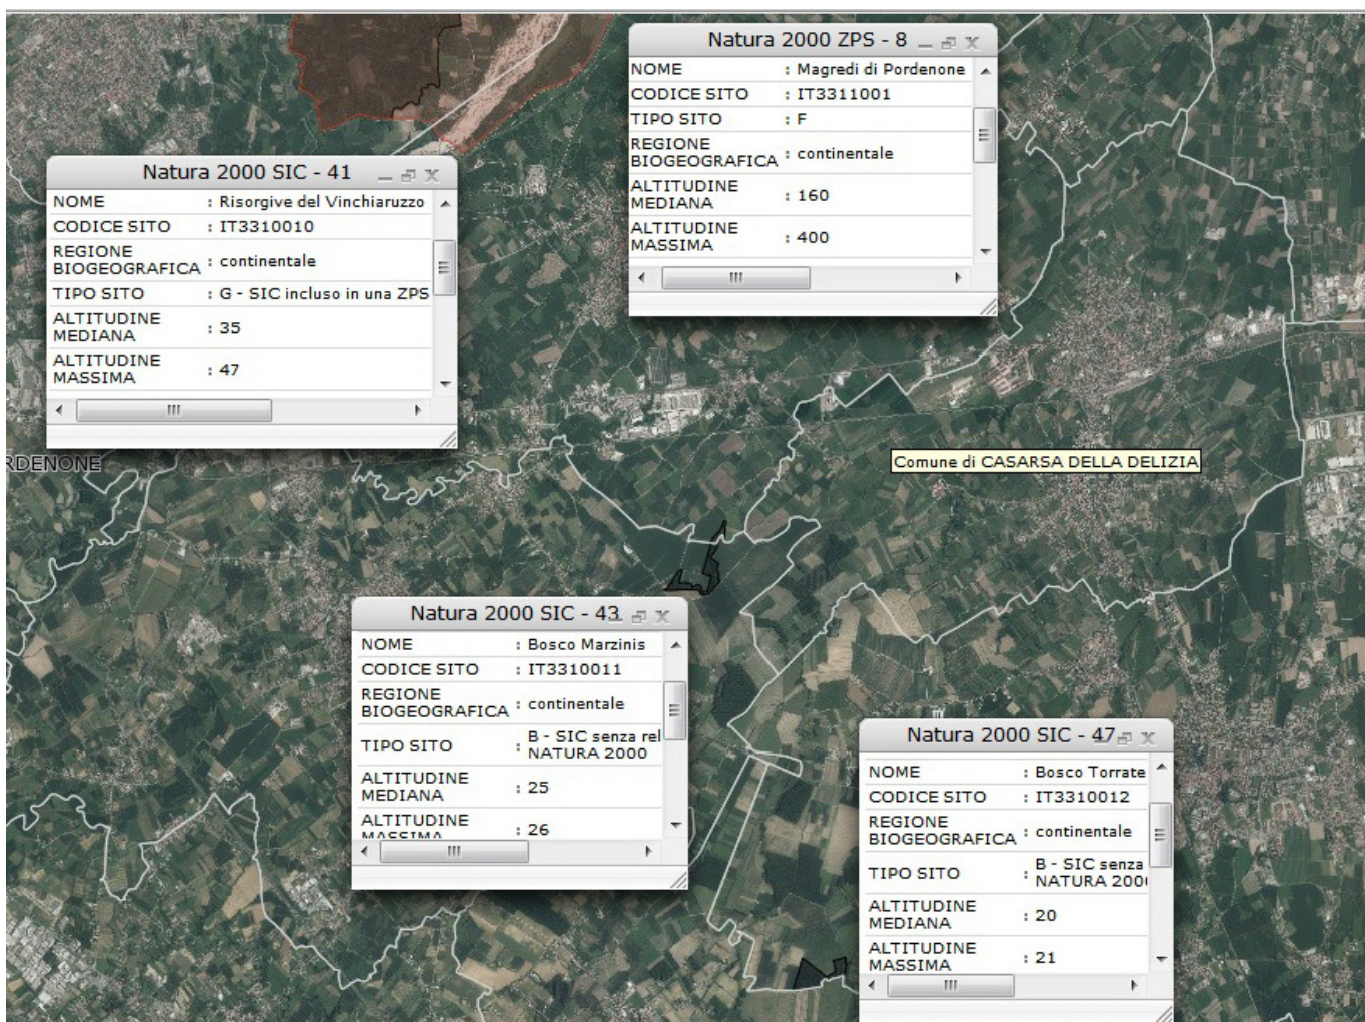 Natura 2000 ZPS - 8
NOME : Magredi di Pordenone
CODICE SITO : IT3311001
TIPO SITO : F
REGIONE
BIOGEOGRAFICA : continentale
ALTITUDINE
MEDIANA : 160
ALTITUDINE
MASSIMA : 400
Natura 2000 SIC - 41
NOME : Risorgive del Vinchiaruzzo
CODICE SITO : IT3310010
REGIONE
BIOGEOGRAFICA : continentale
TIPO SITO : G - SIC incluso in una ZPS
ALTITUDINE
MEDIANA : 35
ALTITUDINE
MASSIMA : 47
RDENONE
Comune di CASARSA DELLA DELIZIA
Natura 2000 SIC - 43
NOME : Bosco Marzinis
CODICE SITO : IT3310011
REGIONE
BIOGEOGRAFICA : continentale
TIPO SITO : B - SIC senza rel
NATURA 2000
ALTITUDINE
MEDIANA : 25
ALTITUDINE
MASSIMA : 26
Natura 2000 SIC - 47
NOME : Bosco Torrate
CODICE SITO : IT3310012
REGIONE
BIOGEOGRAFICA : continentale
TIPO SITO : B - SIC senza
NATURA 200
ALTITUDINE
MEDIANA : 20
ALTITUDINE
MASSIMA : 21